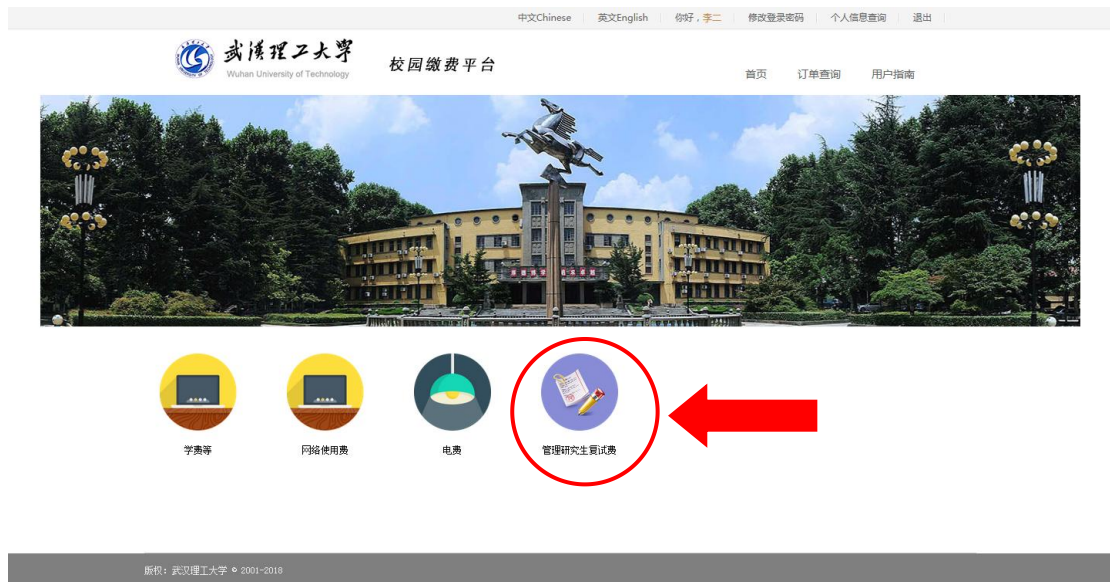 中文Chinese 英文English 你好，李二 修改登录密码 个人信息查询 退出
武汉理工大学
Wuhan University of Technology
校园缴费平台
首页 订单查询 用户指南
学费等 网络使用费 电费 管理研究生复试费
版权：武汉理工大学 © 2001-2018